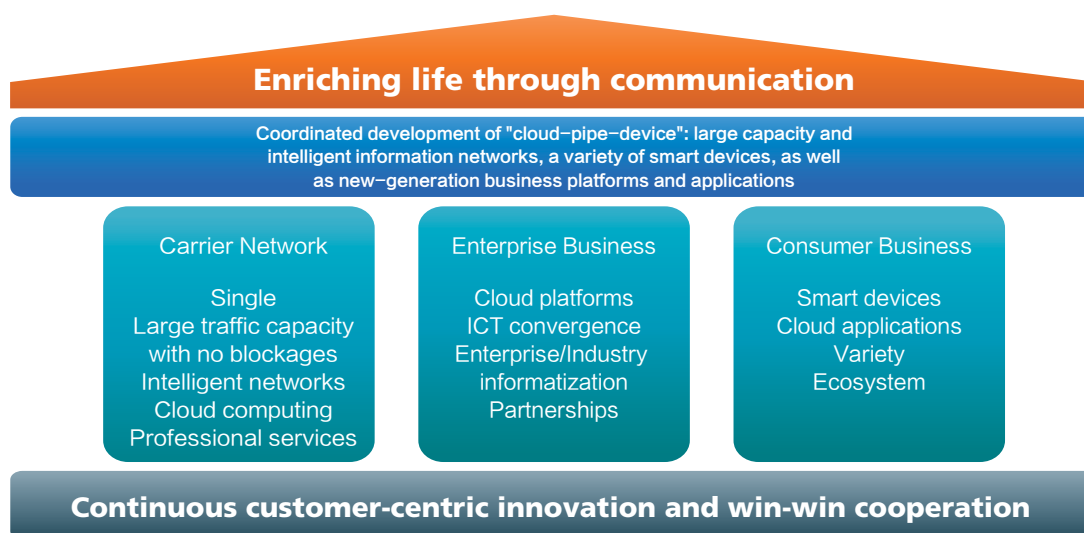 Enriching life through communication
Coordinated development of "cloud-pipe-device": large capacity and
intelligent information networks, a variety of smart devices, as well
as new-generation business platforms and applications
Carrier Network
Single
Large traffic capacity
with no blockages
Intelligent networks
Cloud computing
Professional services
Enterprise Business
Cloud platforms
ICT convergence
Enterprise/Industry
informatization
Partnerships
Consumer Business
Smart devices
Cloud applications
Variety
Ecosystem
Continuous customer-centric innovation and win-win cooperation